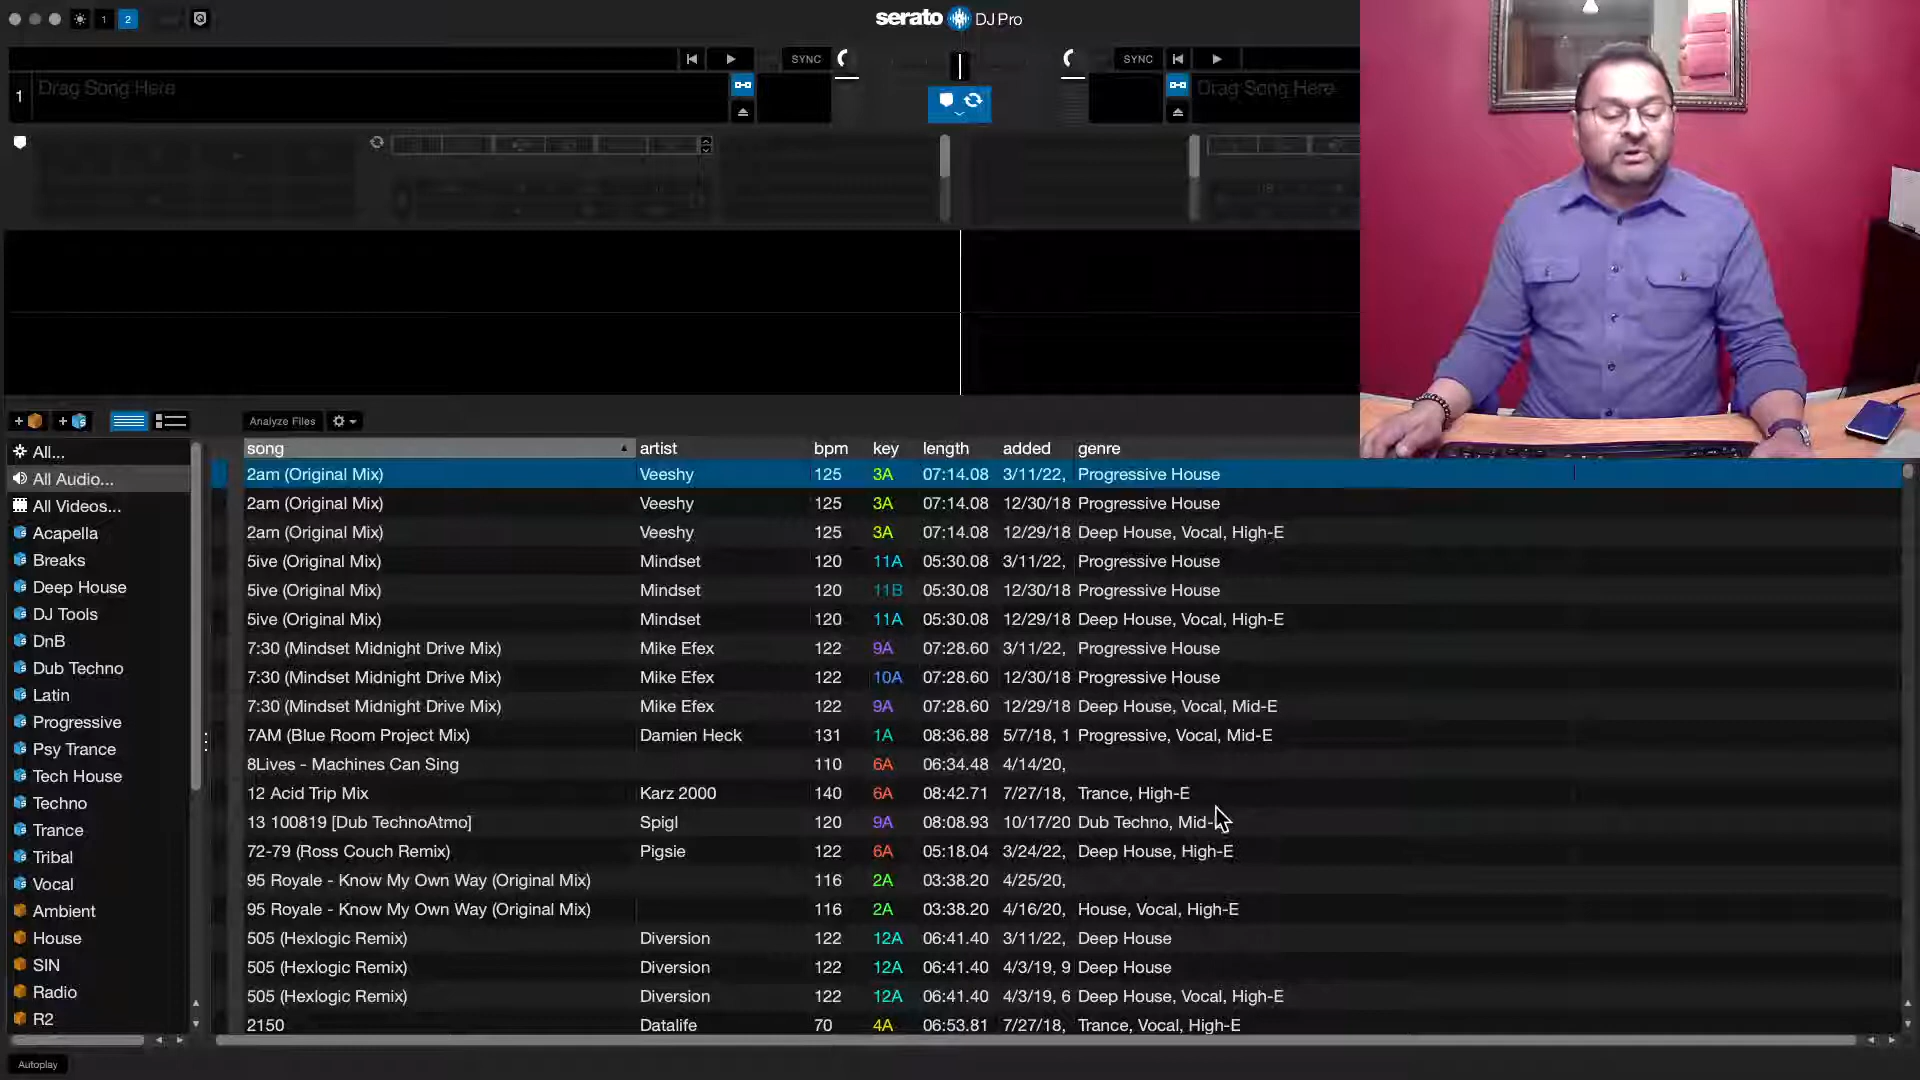 1 2
serato DJ Pro
SYNC SYNC
1 Drag Song Here Drag Song Here
Analyze Files
song artist bpm key length added genre
All...
All Audio...
All Videos...
Acapella
Breaks
Deep House
DJ Tools
DnB
Dub Techno
Latin
Progressive
Psy Trance
Tech House
Techno
Trance
Tribal
Vocal
Ambient
House
SIN
Radio
R2
2am (Original Mix) Veeshy 125 3A 07:14.08 3/11/22, Progressive House
2am (Original Mix) Veeshy 125 3A 07:14.08 12/30/18 Progressive House
2am (Original Mix) Veeshy 125 3A 07:14.08 12/29/18 Deep House, Vocal, High-E
5ive (Original Mix) Mindset 120 11A 05:30.08 3/11/22, Progressive House
5ive (Original Mix) Mindset 120 11B 05:30.08 12/30/18 Progressive House
5ive (Original Mix) Mindset 120 11A 05:30.08 12/29/18 Deep House, Vocal, High-E
7:30 (Mindset Midnight Drive Mix) Mike Efex 122 9A 07:28.60 3/11/22, Progressive House
7:30 (Mindset Midnight Drive Mix) Mike Efex 122 10A 07:28.60 12/30/18 Progressive House
7:30 (Mindset Midnight Drive Mix) Mike Efex 122 9A 07:28.60 12/29/18 Deep House, Vocal, Mid-E
7AM (Blue Room Project Mix) Damien Heck 131 1A 08:36.88 5/7/18, 1 Progressive, Vocal, Mid-E
8Lives - Machines Can Sing 110 6A 06:34.48 4/14/20,
12 Acid Trip Mix Karz 2000 140 6A 08:42.71 7/27/18, Trance, High-E
13 100819 [Dub TechnoAtmo] Spigl 120 9A 08:08.93 10/17/20 Dub Techno, Mid-
72-79 (Ross Couch Remix) Pigsie 122 6A 05:18.04 3/24/22, Deep House, High-E
95 Royale - Know My Own Way (Original Mix) 116 2A 03:38.20 4/25/20,
95 Royale - Know My Own Way (Original Mix) 116 2A 03:38.20 4/16/20, House, Vocal, High-E
505 (Hexlogic Remix) Diversion 122 12A 06:41.40 3/11/22, Deep House
505 (Hexlogic Remix) Diversion 122 12A 06:41.40 4/3/19, 9 Deep House
505 (Hexlogic Remix) Diversion 122 12A 06:41.40 4/3/19, 6 Deep House, Vocal, High-E
2150 Datalife 70 4A 06:53.81 7/27/18, Trance, Vocal, High-E
Autoplay